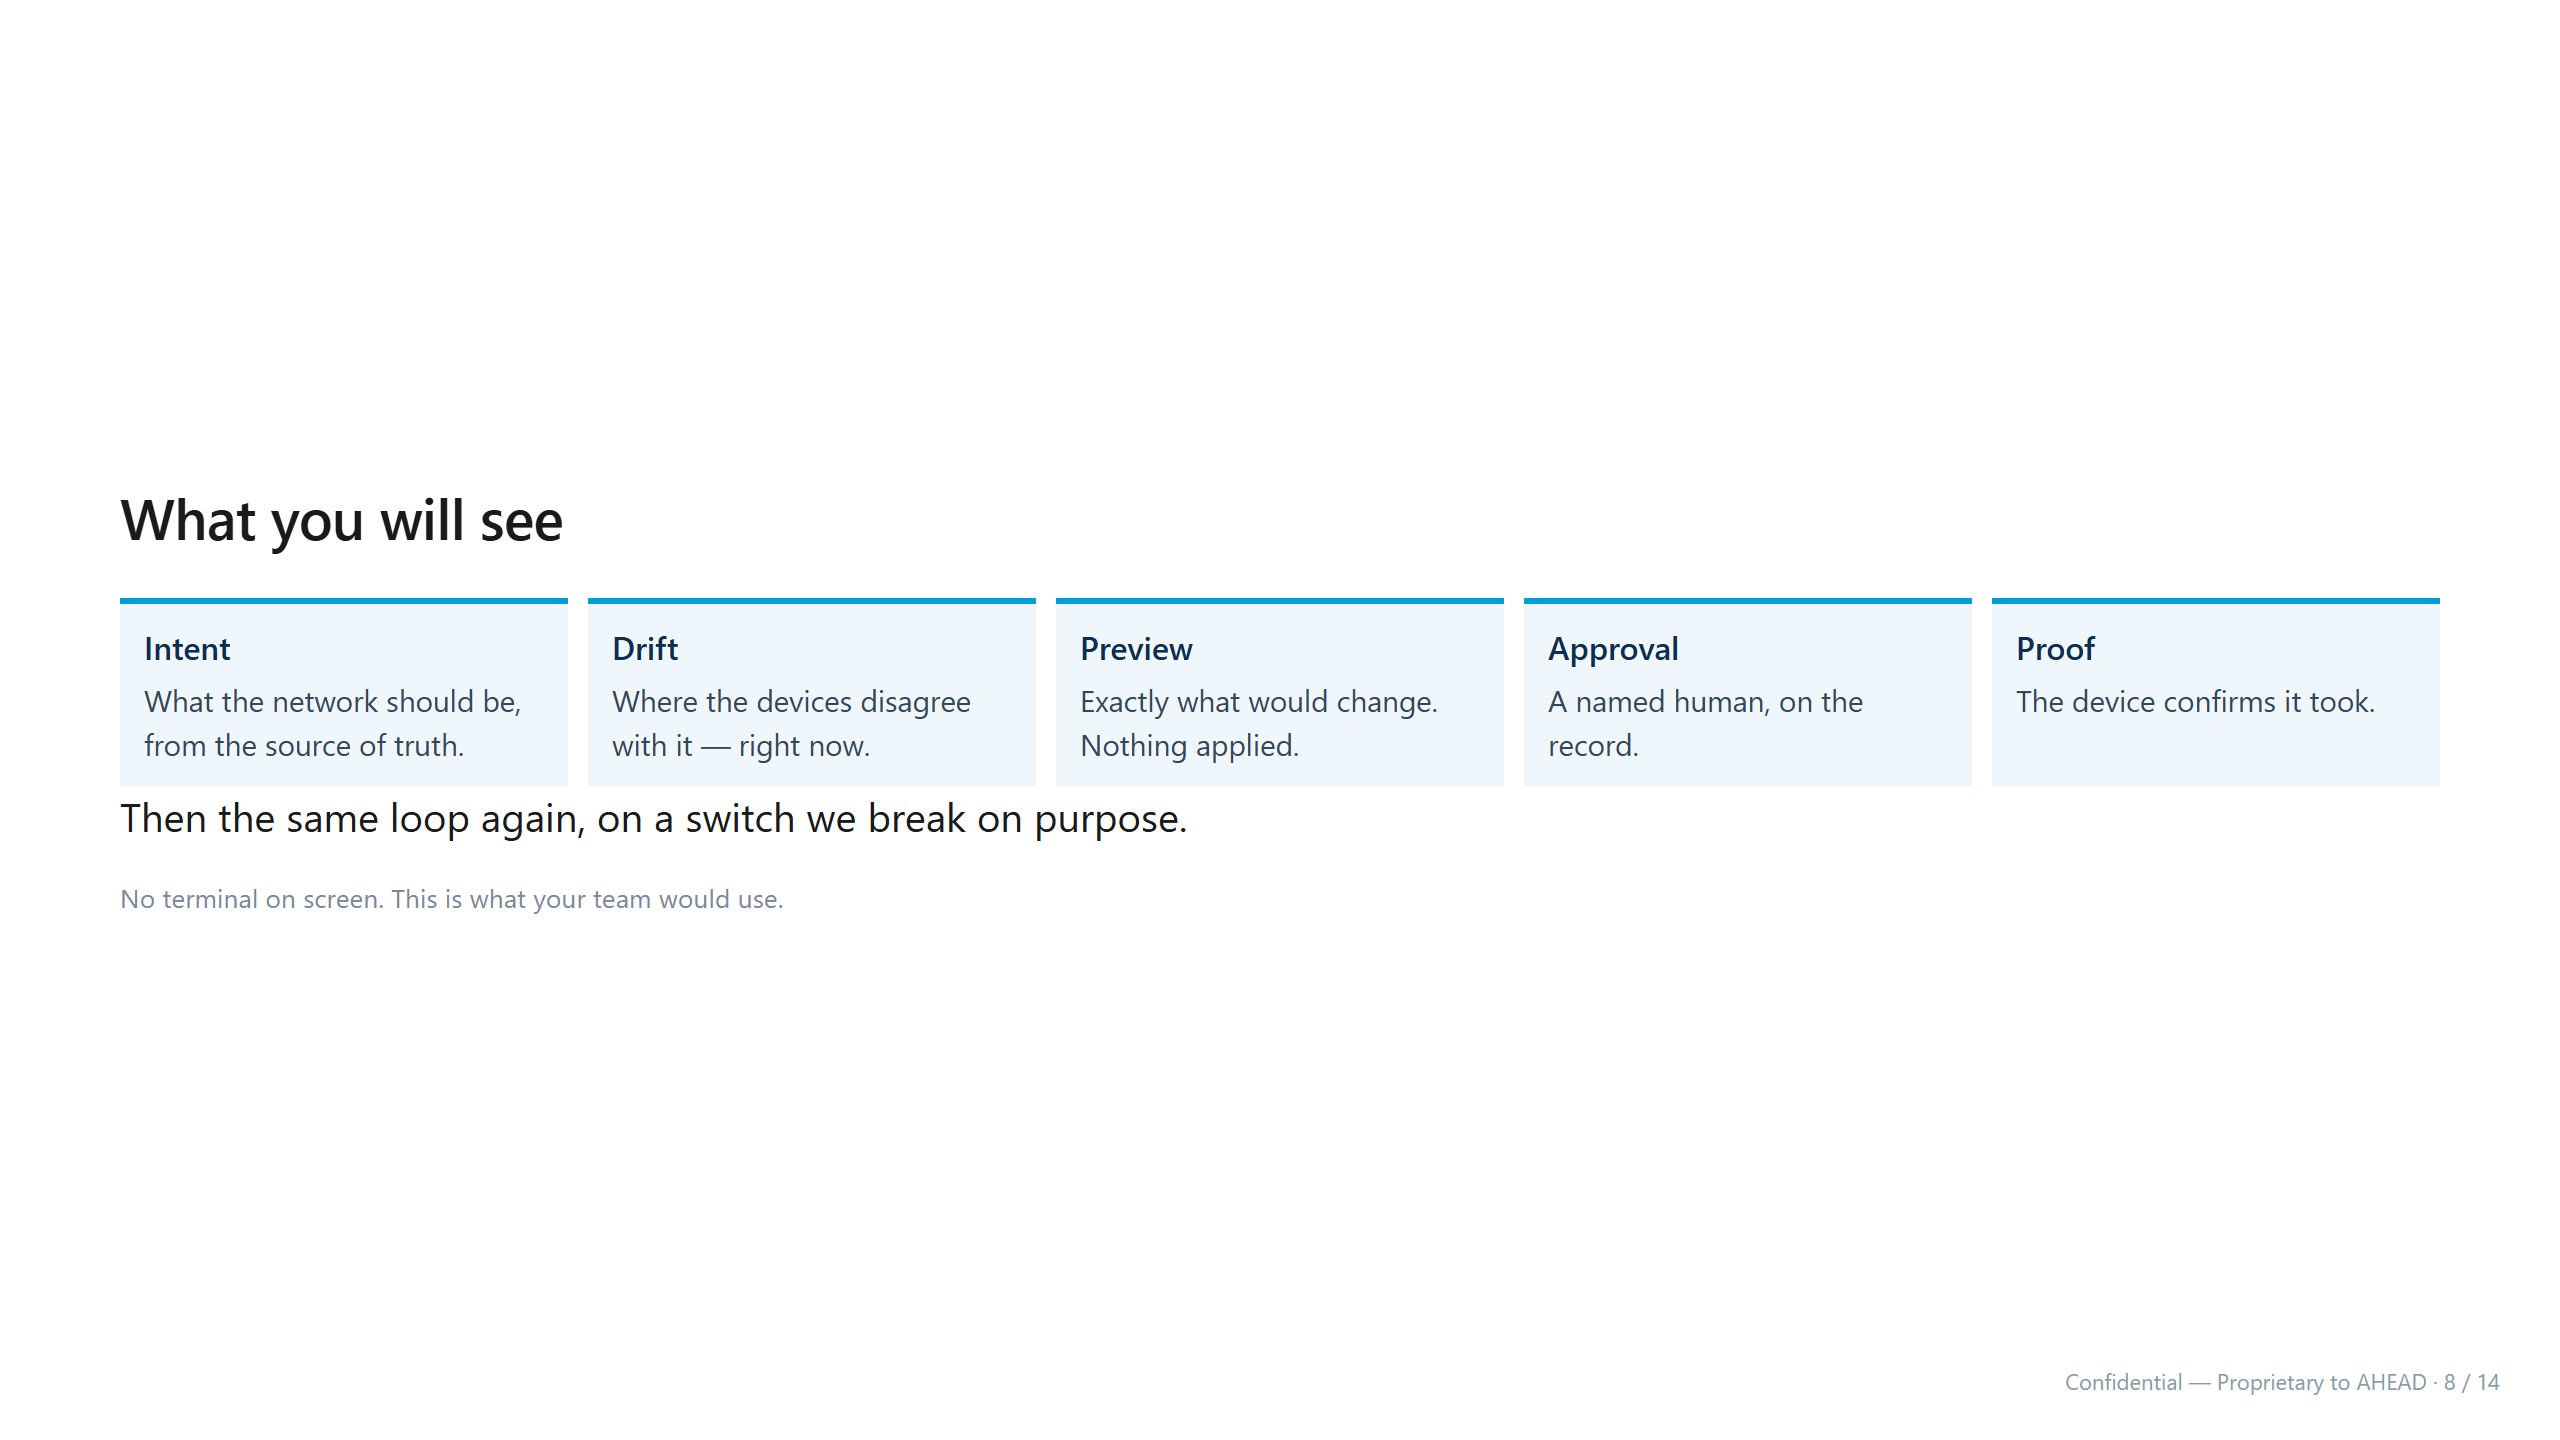 What you will see
Intent
What the network should be,
from the source of truth.
Drift
Where the devices disagree
with it — right now.
Preview
Exactly what would change.
Nothing applied.
Approval
A named human, on the
record.
Proof
The device confirms it took.
Then the same loop again, on a switch we break on purpose.
No terminal on screen. This is what your team would use.
Confidential — Proprietary to AHEAD · 8 / 14